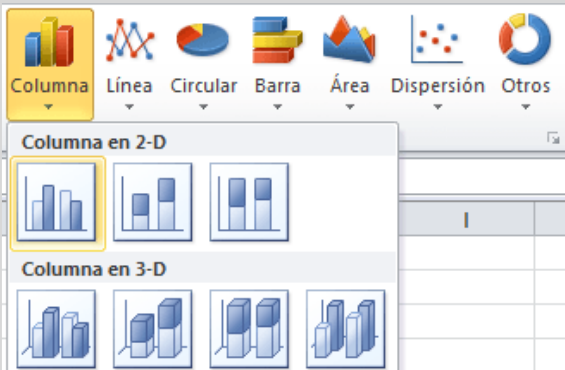 Columna Línea Circular Barra Área Dispersión Otros
Columna en 2-D
I
Columna en 3-D